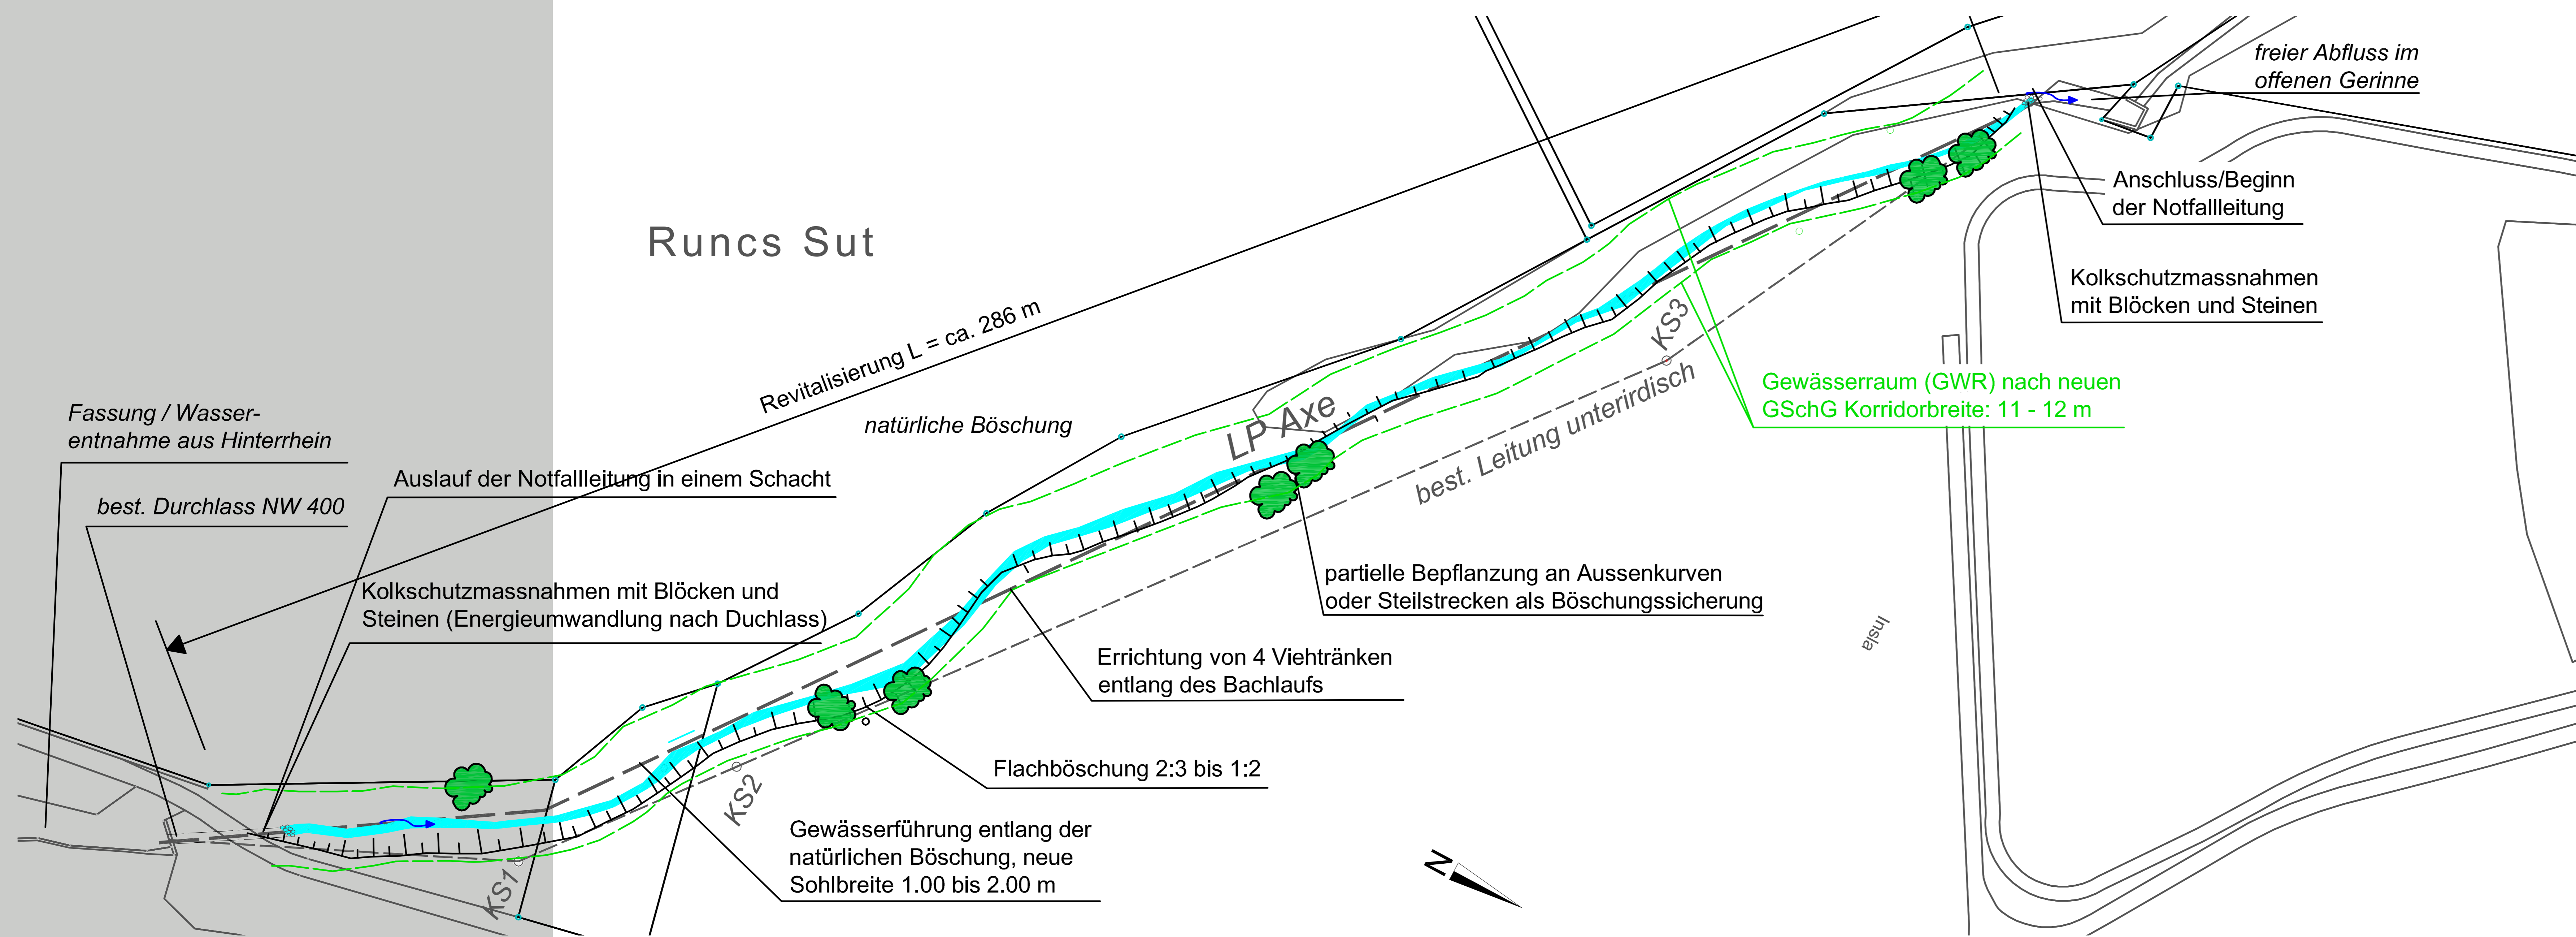 freier Abfluss im
offenen Gerinne
Anschluss/Beginn
der Notfallleitung
Runcs Sut
Kolkschutzmassnahmen
mit Blöcken und Steinen
Revitalisierung L = ca. 286 m
KS3
Gewässerraum (GWR) nach neuen
GSchG Korridorbreite: 11 - 12 m
best. Leitung unterirdisch
LP Axe
natürliche Böschung
Fassung / Wasser-
entnahme aus Hinterrhein
Auslauf der Notfallleitung in einem Schacht
best. Durchlass NW 400
Kolkschutzmassnahmen mit Blöcken und
Steinen (Energieumwandlung nach Duchlass)
partielle Bepflanzung an Aussenkurven
oder Steilstrecken als Böschungssicherung
Insla
Errichtung von 4 Viehtränken
entlang des Bachlaufs
Flachböschung 2:3 bis 1:2
KS2
Gewässerführung entlang der
natürlichen Böschung, neue
Sohlbreite 1.00 bis 2.00 m
KS1
N